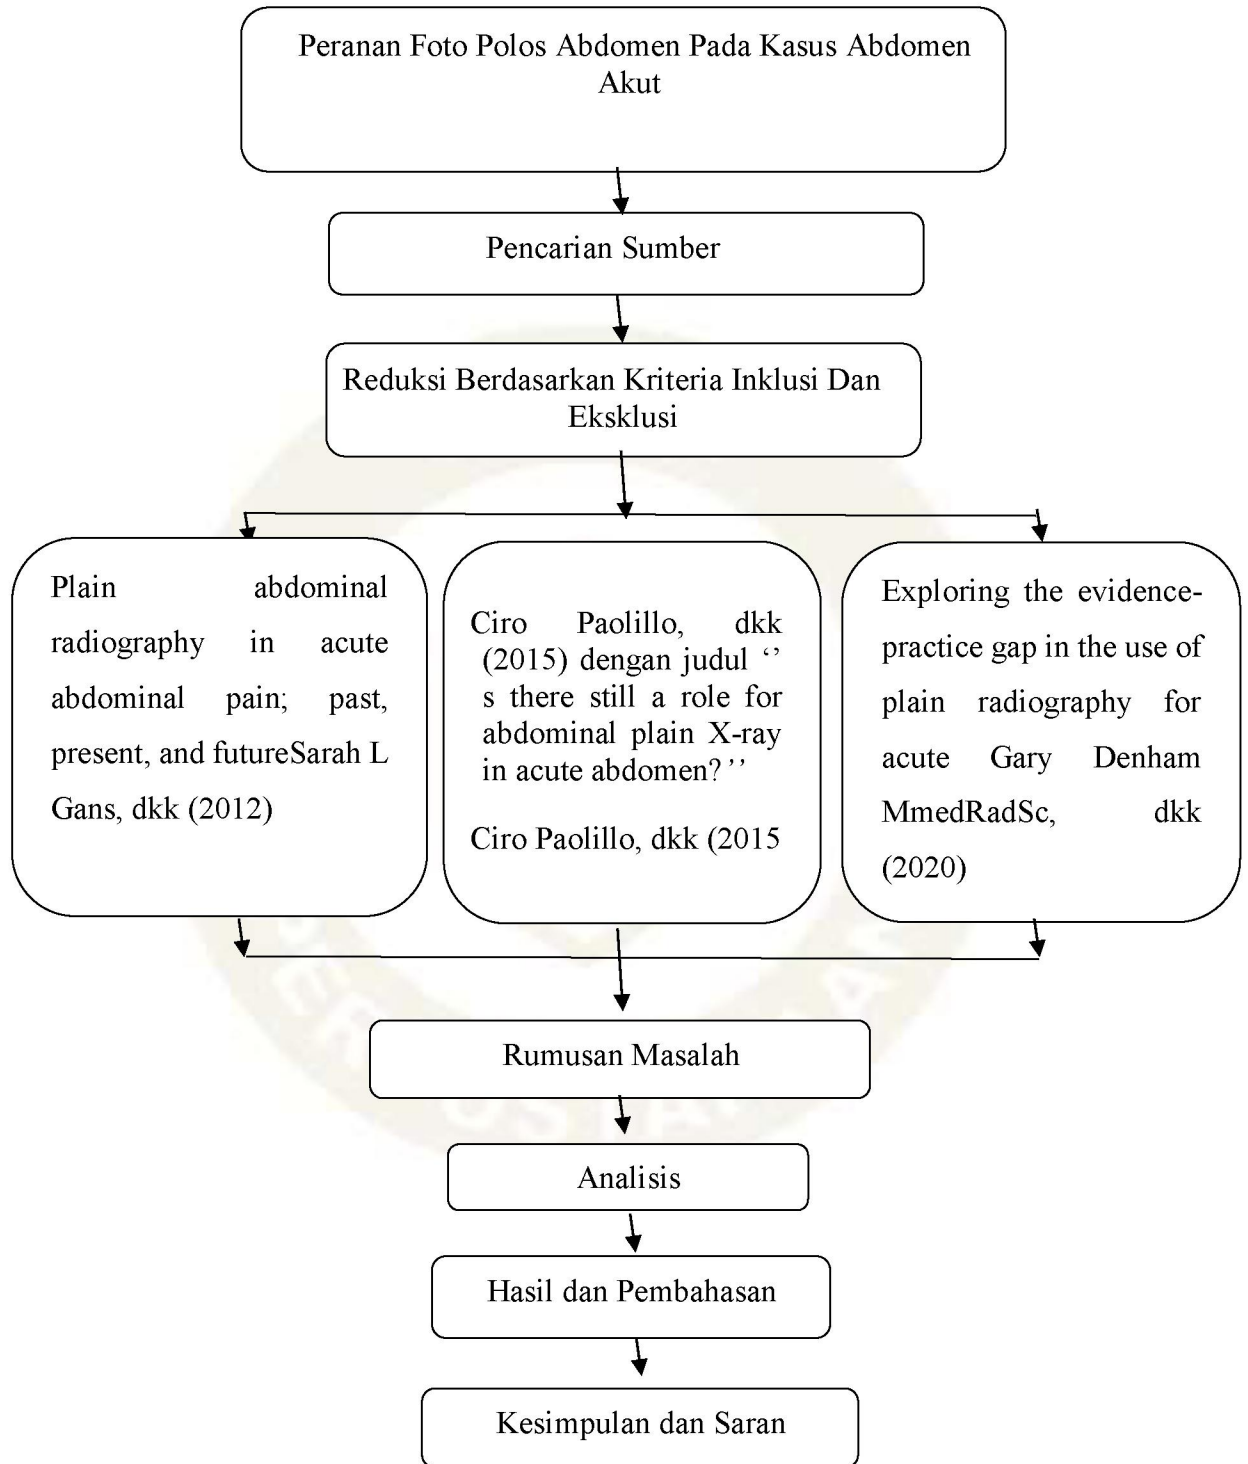 Peranan Foto Polos Abdomen Pada Kasus Abdomen
Akut
Pencarian Sumber
Reduksi Berdasarkan Kriteria Inklusi Dan
Eksklusi
Plain abdominal
radiography in acute
abdominal pain; past,
present, and futureSarah L
Gans, dkk (2012)
Ciro Paolillo, dkk
(2015) dengan judul ‘’
s there still a role for
abdominal plain X-ray
in acute abdomen?’’
Ciro Paolillo, dkk (2015
Exploring the evidence-
practice gap in the use of
plain radiography for
acute Gary Denham
MmedRadSc, dkk
(2020)
Rumusan Masalah
Analisis
Hasil dan Pembahasan
Kesimpulan dan Saran